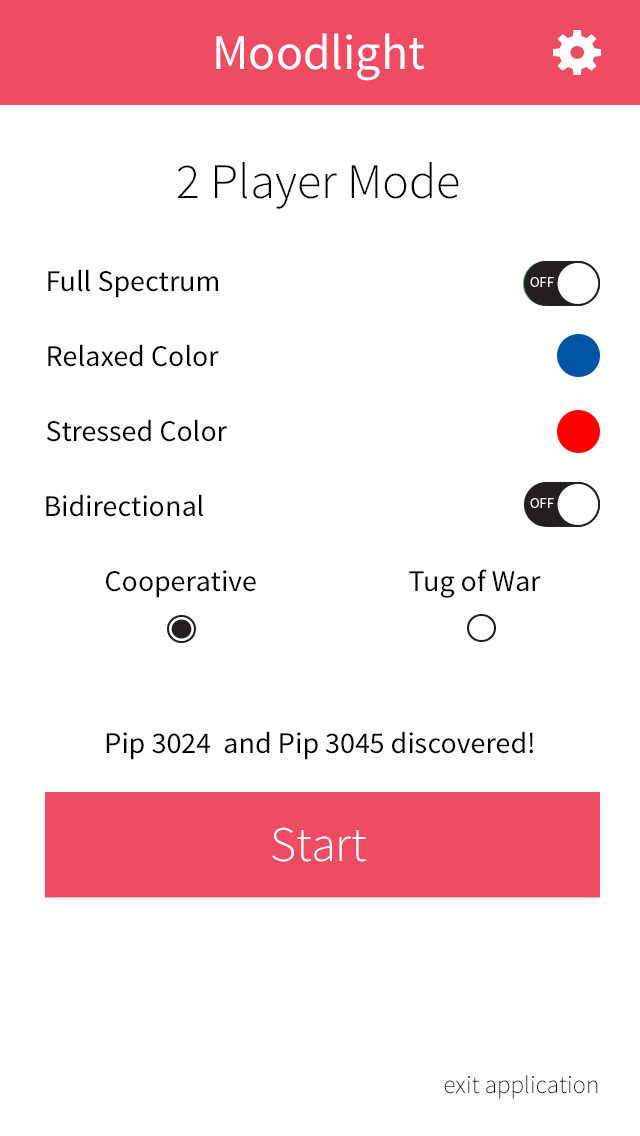 Moodlight
2 Player Mode
Full Spectrum OFF
Relaxed Color
Stressed Color
Bidirectional OFF
Cooperative Tug of War
Pip 3024 and Pip 3045 discovered!
Start
exit application